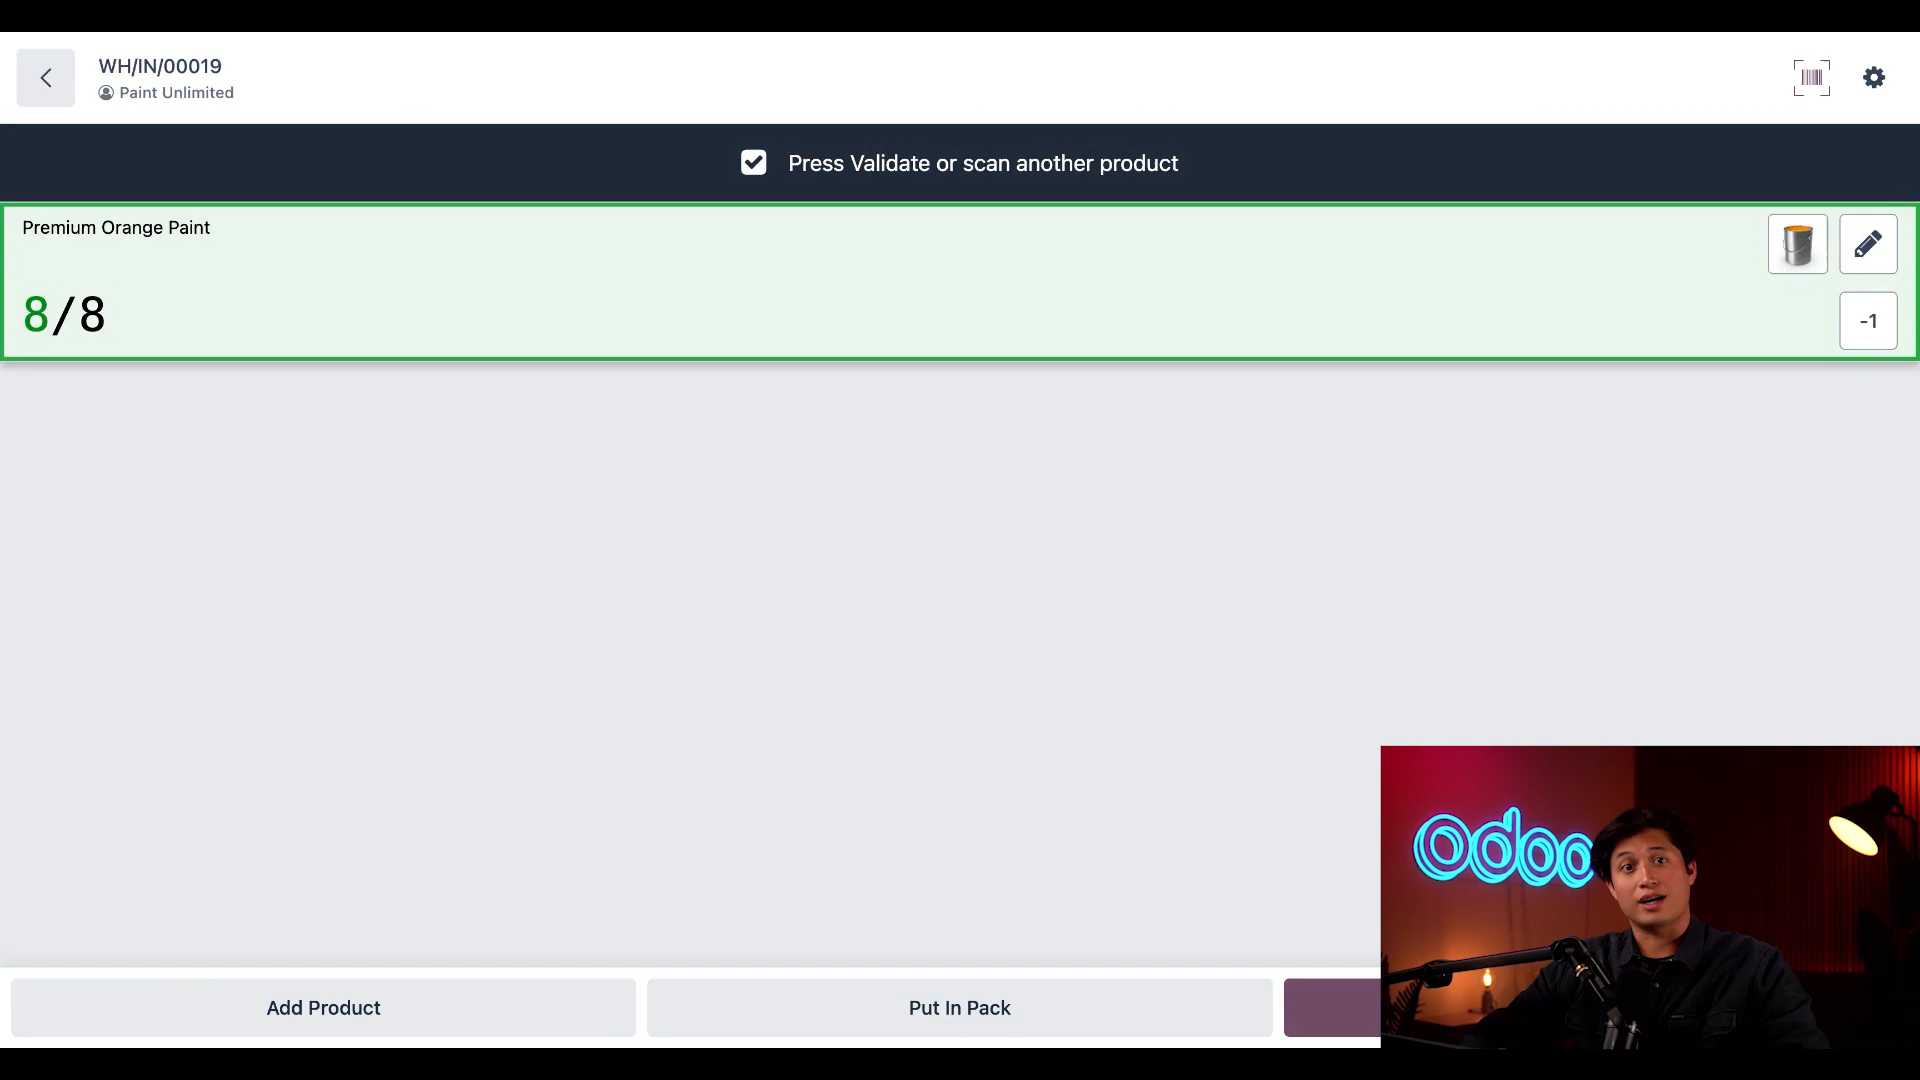 WH/IN/00019
Paint Unlimited
Press Validate or scan another product
Premium Orange Paint
8/8
-1
odoo
Add Product
Put In Pack